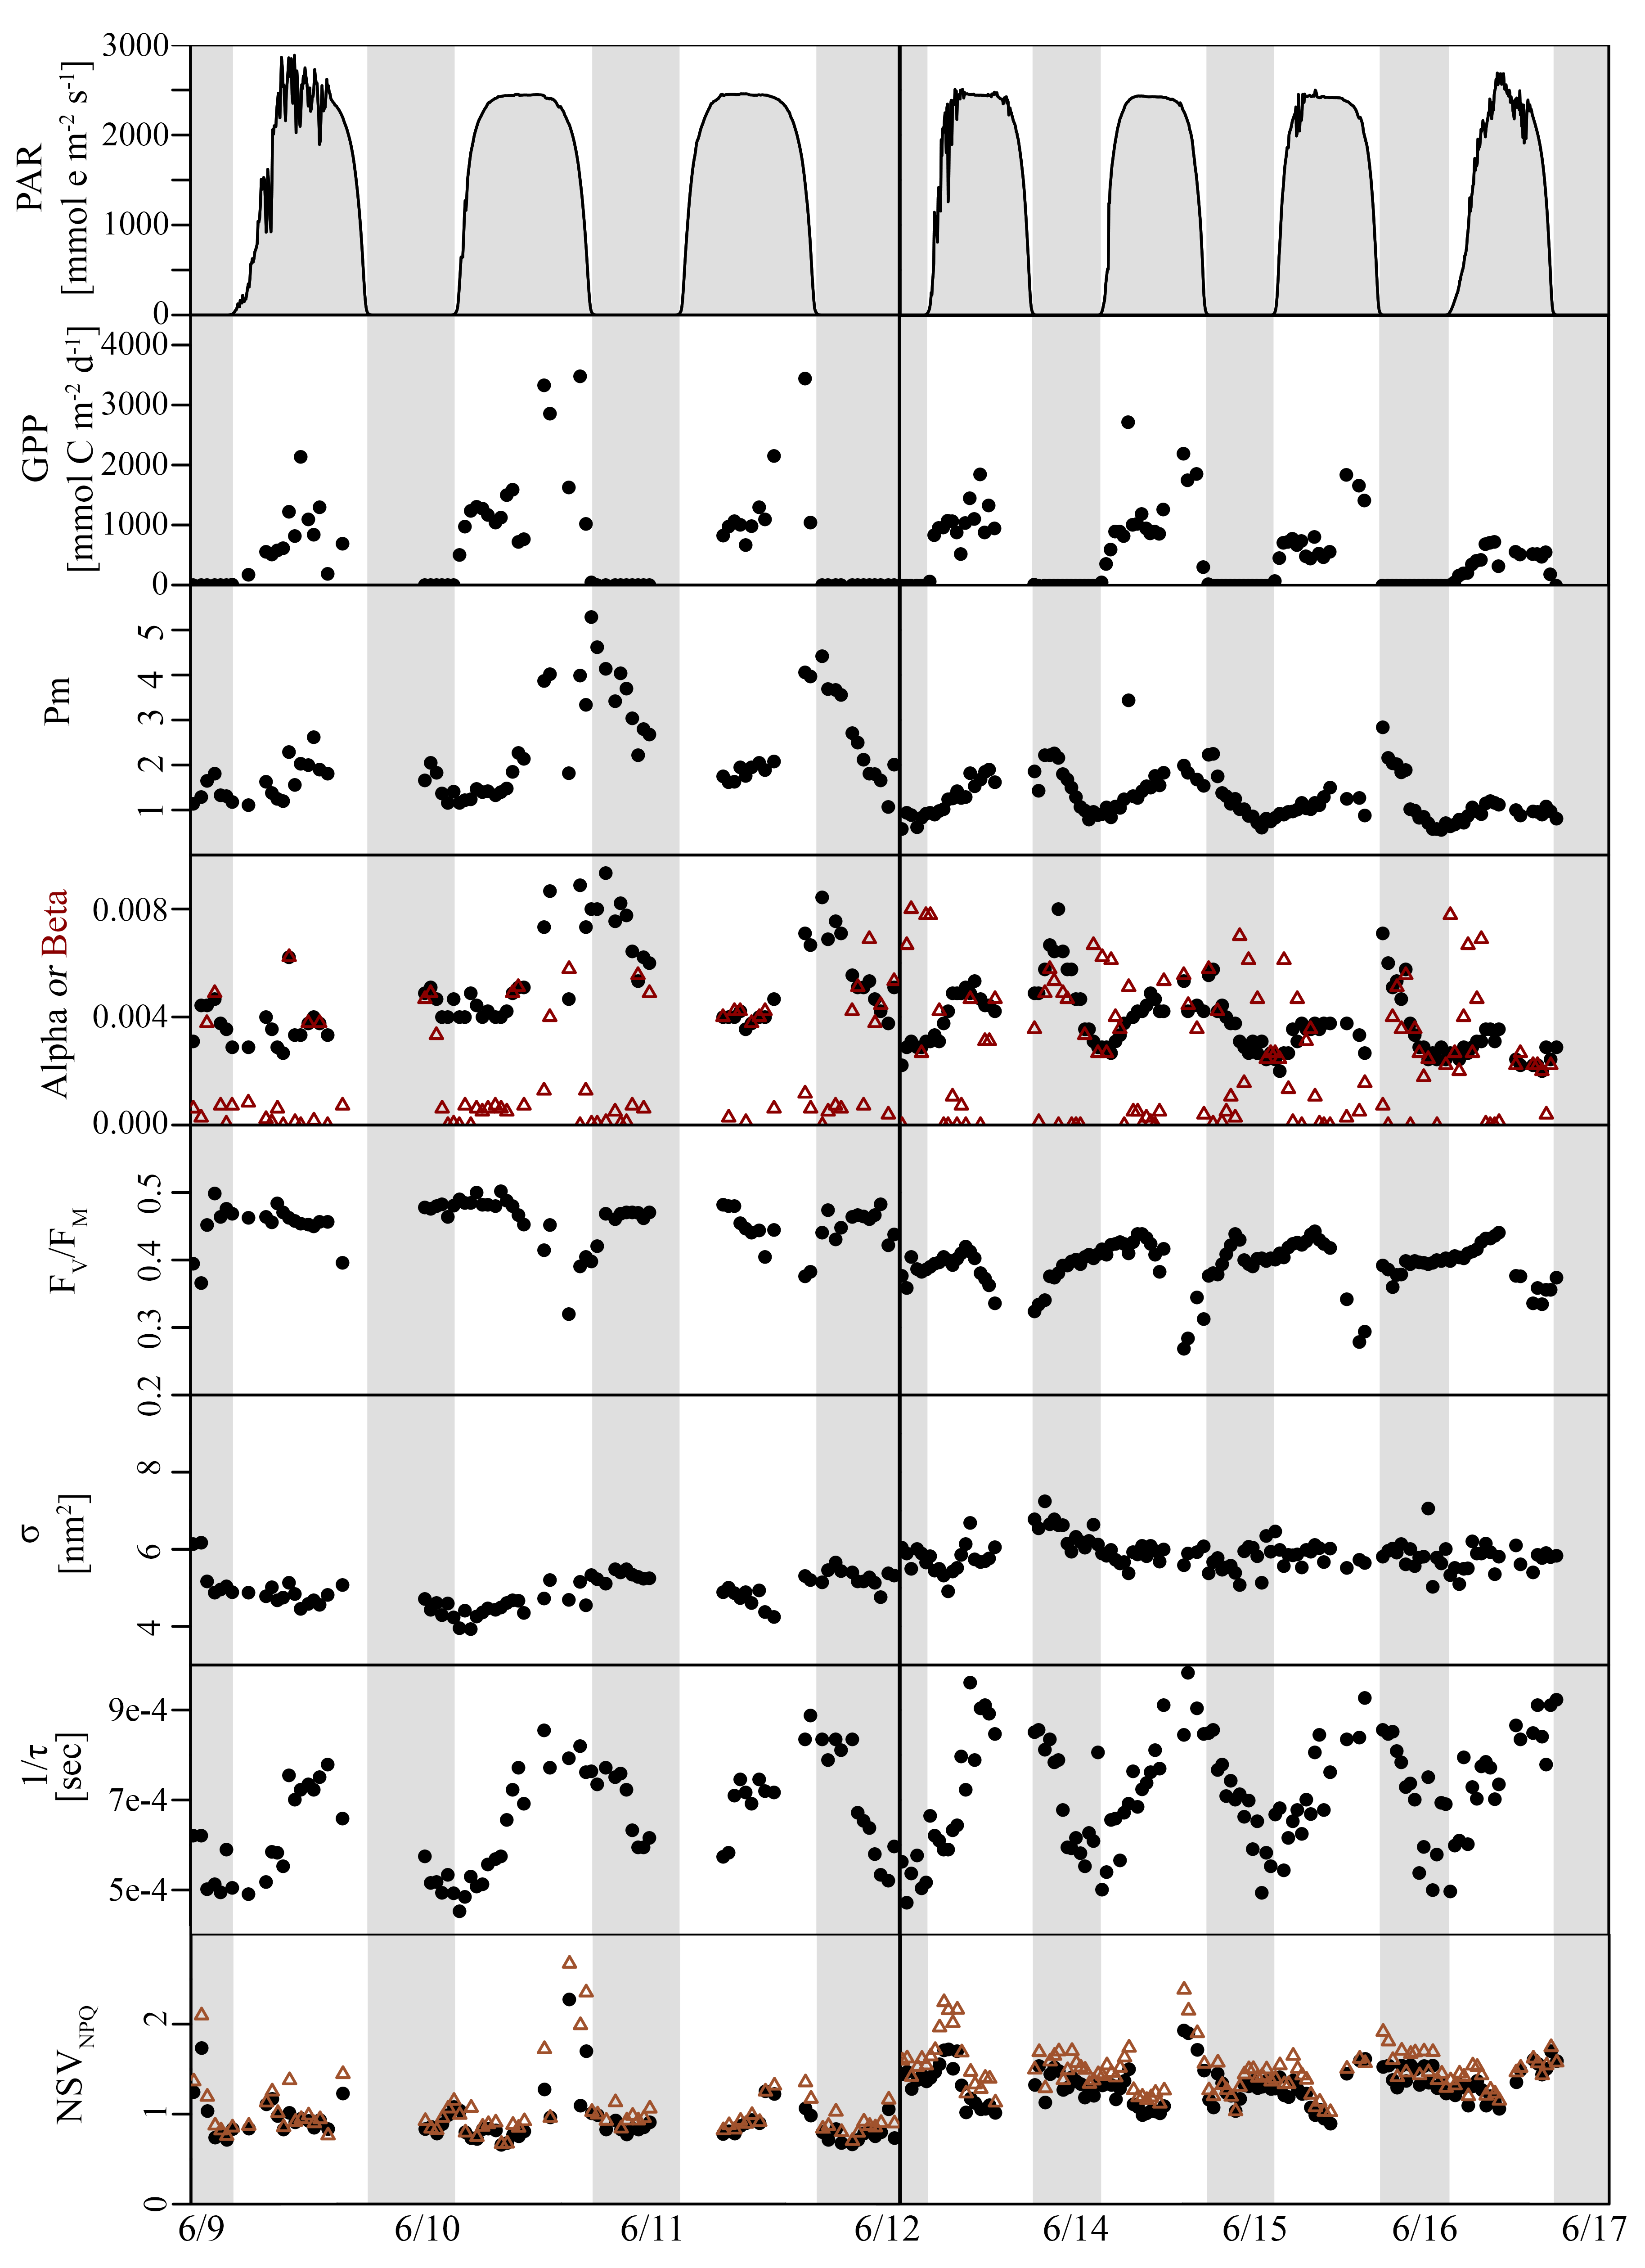 PAR
[mmol e m⁻² s⁻¹]
3000
2000
1000
0
GPP
[mmol C m⁻² d⁻¹]
4000
3000
2000
1000
0
Pm
5
4
3
2
1
Alpha or Beta
0.008
0.004
0.000
F_V/F_M
0.5
0.4
0.3
0.2
σ
[nm²]
8
6
4
1/τ
[sec]
9e-4
7e-4
5e-4
NSV_NPQ
2
1
0
6/9 6/10 6/11 6/12 6/14 6/15 6/16 6/17